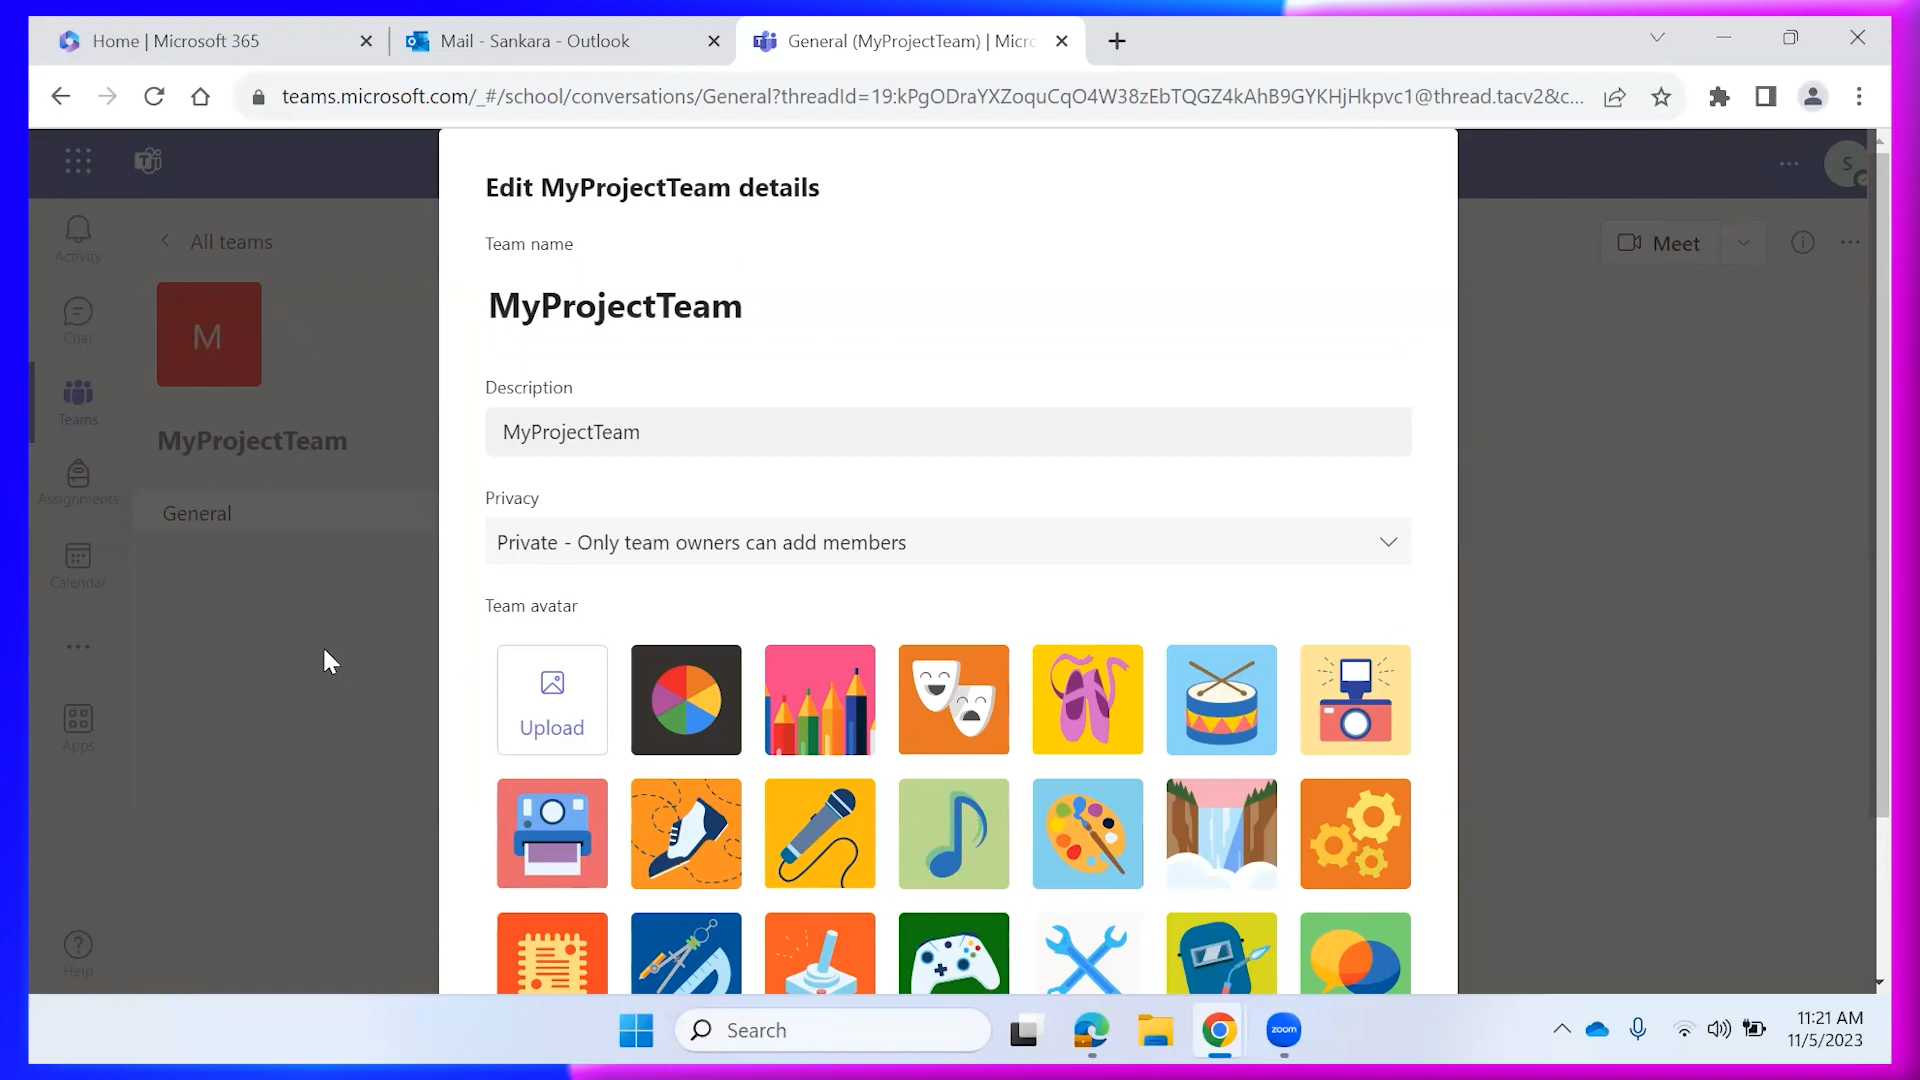 Home | Microsoft 365
Mail - Sankara - Outlook
General (MyProjectTeam) | Micro
teams.microsoft.com/_#/school/conversations/General?threadId=19:kPgODraYXZoquCqO4W38zEbTQGZ4kAhB9GYKHjHkpvc1@thread.tacv2&c...
S
Activity
Chat
Teams
Assignments
Calendar
Apps
Help
All teams
M
MyProjectTeam
General
Meet
Edit MyProjectTeam details
Team name
MyProjectTeam
Description
MyProjectTeam
Privacy
Private - Only team owners can add members
Team avatar
Upload
Search
zoom
11:21 AM
11/5/2023